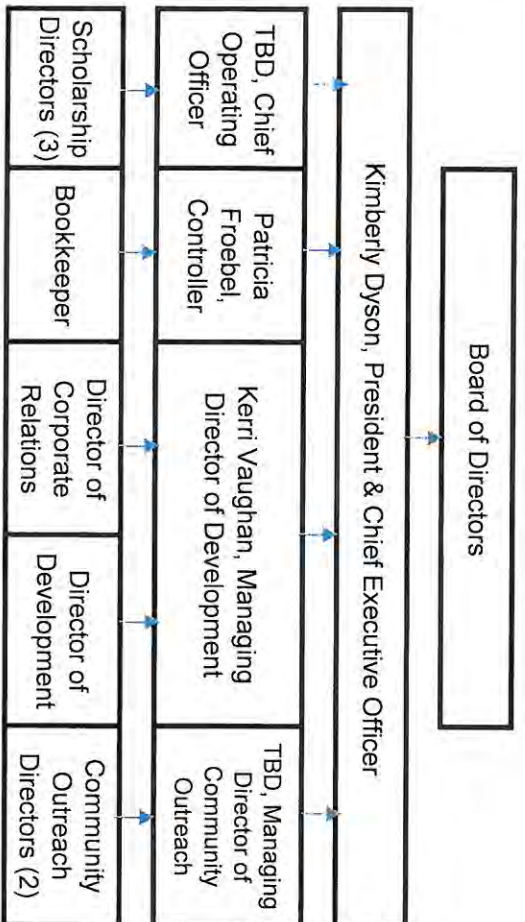 Board of Directors
Kimberly Dyson, President & Chief Executive Officer
TBD, Chief
Operating
Officer
Patricia
Froebel,
Controller
Kerri Vaughan, Managing
Director of Development
TBD, Managing
Director of
Community
Outreach
Scholarship
Directors (3)
Bookkeeper
Director of
Corporate
Relations
Director of
Development
Community
Outreach
Directors (2)